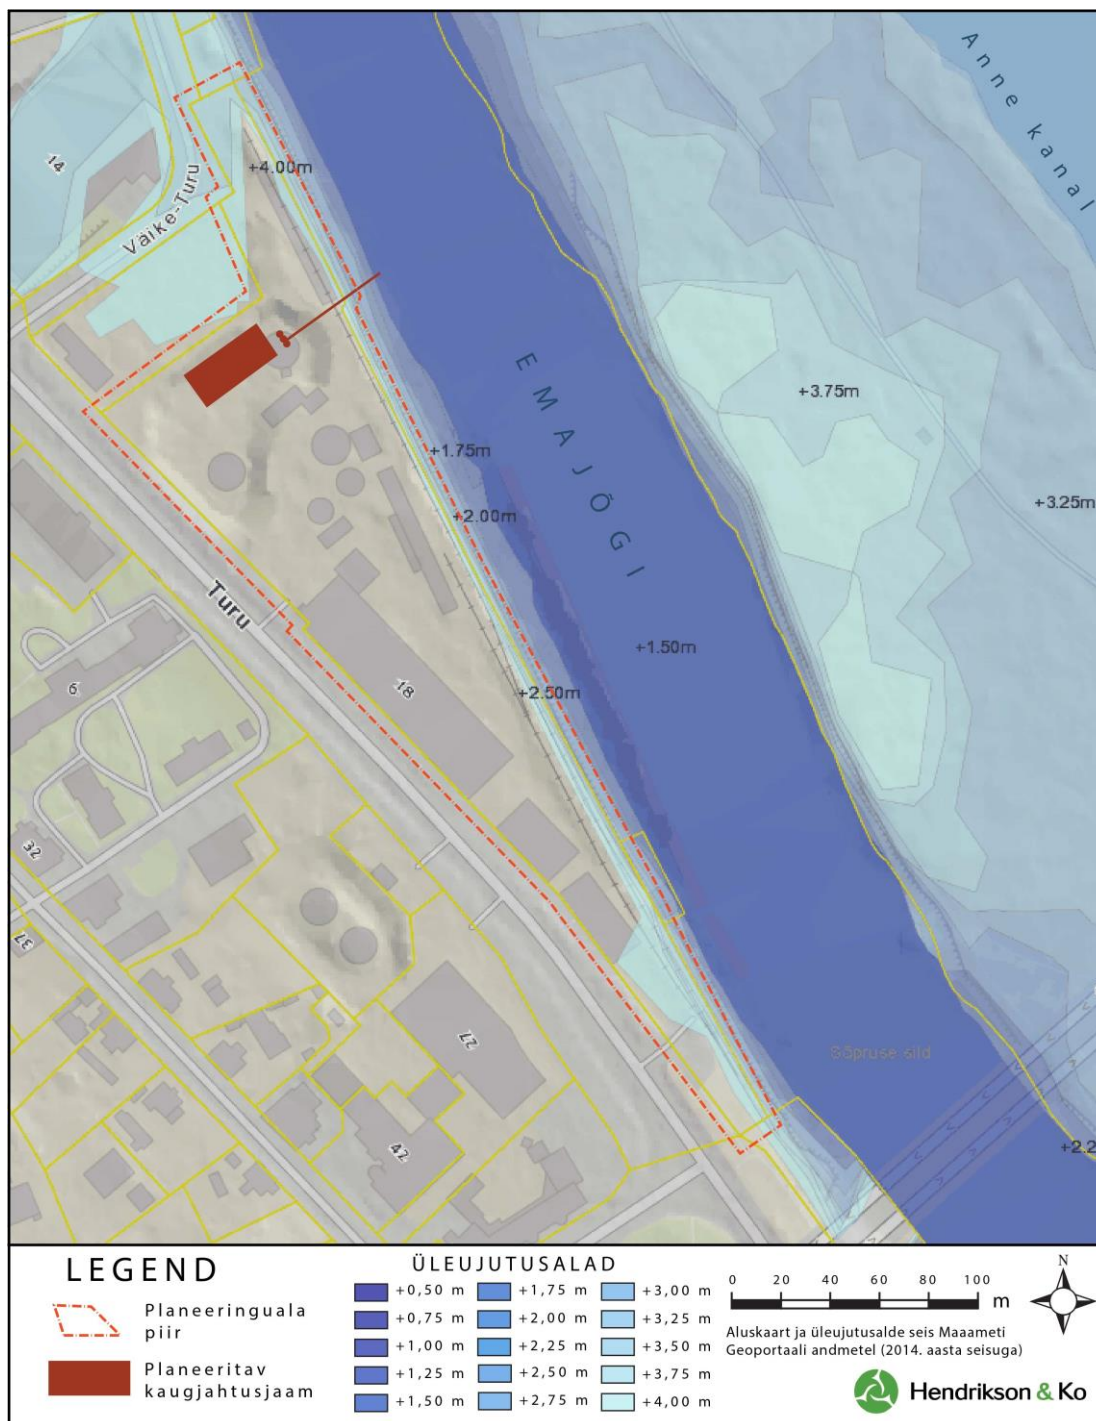 Anne kanal
14
+4.00m
Väike-Turu
EMAJÕGI
+3.75m
+1.75m
+3.25m
+2.00m
Turu
+1.50m
6
18
+2.50m
32
37
27
Sõpruse sild
42
+2.2
LEGEND
Planeeringuala
piir
Planeeritav
kaugjahtusjaam
ÜLEUJUTUSALAD
+0,50 m +1,75 m +3,00 m
+0,75 m +2,00 m +3,25 m
+1,00 m +2,25 m +3,50 m
+1,25 m +2,50 m +3,75 m
+1,50 m +2,75 m +4,00 m
0 20 40 60 80 100
m
N
Aluskaart ja üleujutusalde seis Maaameti
Geoportaali andmetel (2014. aasta seisuga)
Hendrikson & Ko